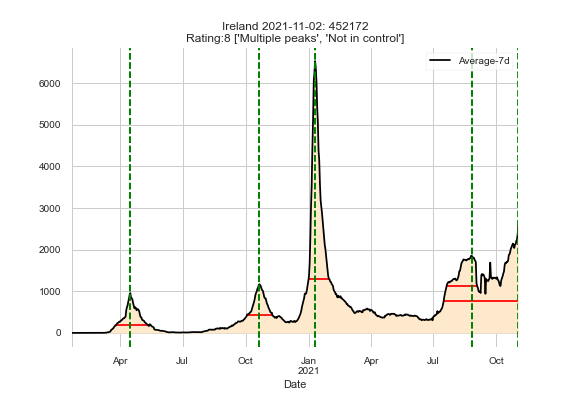 Ireland 2021-11-02: 452172
Rating:8 ['Multiple peaks', 'Not in control']
Average-7d
6000
5000
4000
3000
2000
1000
0
Apr
Jul
Oct
Jan
2021
Apr
Jul
Oct
Date